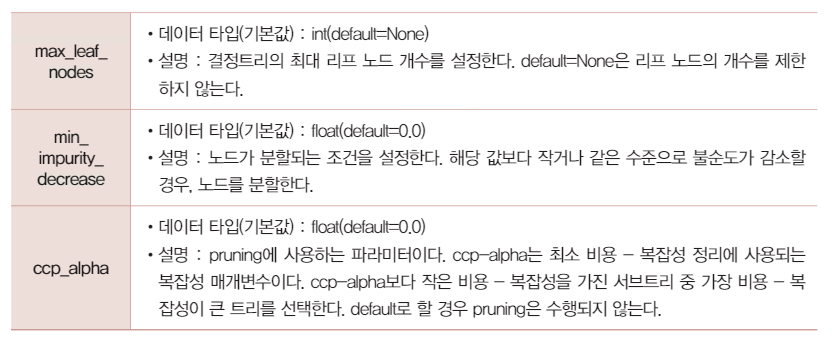 max_leaf_
nodes
• 데이터 타입(기본값) : int(default=None)
• 설명 : 결정트리의 최대 리프 노드 개수를 설정한다. default=None은 리프 노드의 개수를 제한
하지 않는다.
min_
impurity_
decrease
• 데이터 타입(기본값) : float(default=0.0)
• 설명 : 노드가 분할되는 조건을 설정한다. 해당 값보다 작거나 같은 수준으로 불순도가 감소할
경우, 노드를 분할한다.
ccp_alpha
• 데이터 타입(기본값) : float(default=0.0)
• 설명 : pruning에 사용하는 파라미터이다. ccp-alpha는 최소 비용 – 복잡성 정리에 사용되는
복잡성 매개변수이다. ccp-alpha보다 작은 비용 – 복잡성을 가진 서브트리 중 가장 비용 – 복
잡성이 큰 트리를 선택한다. default로 할 경우 pruning은 수행되지 않는다.